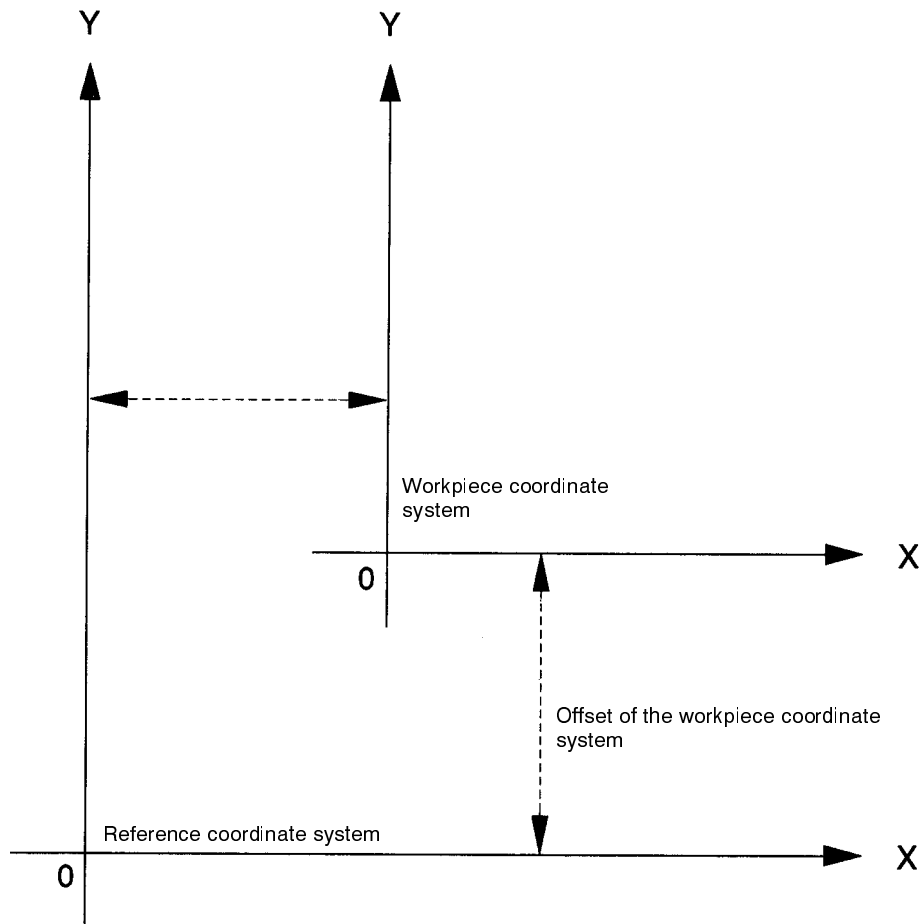 Y
Y
Workpiece coordinate
system
X
0
Offset of the workpiece coordinate
system
Reference coordinate system
X
0